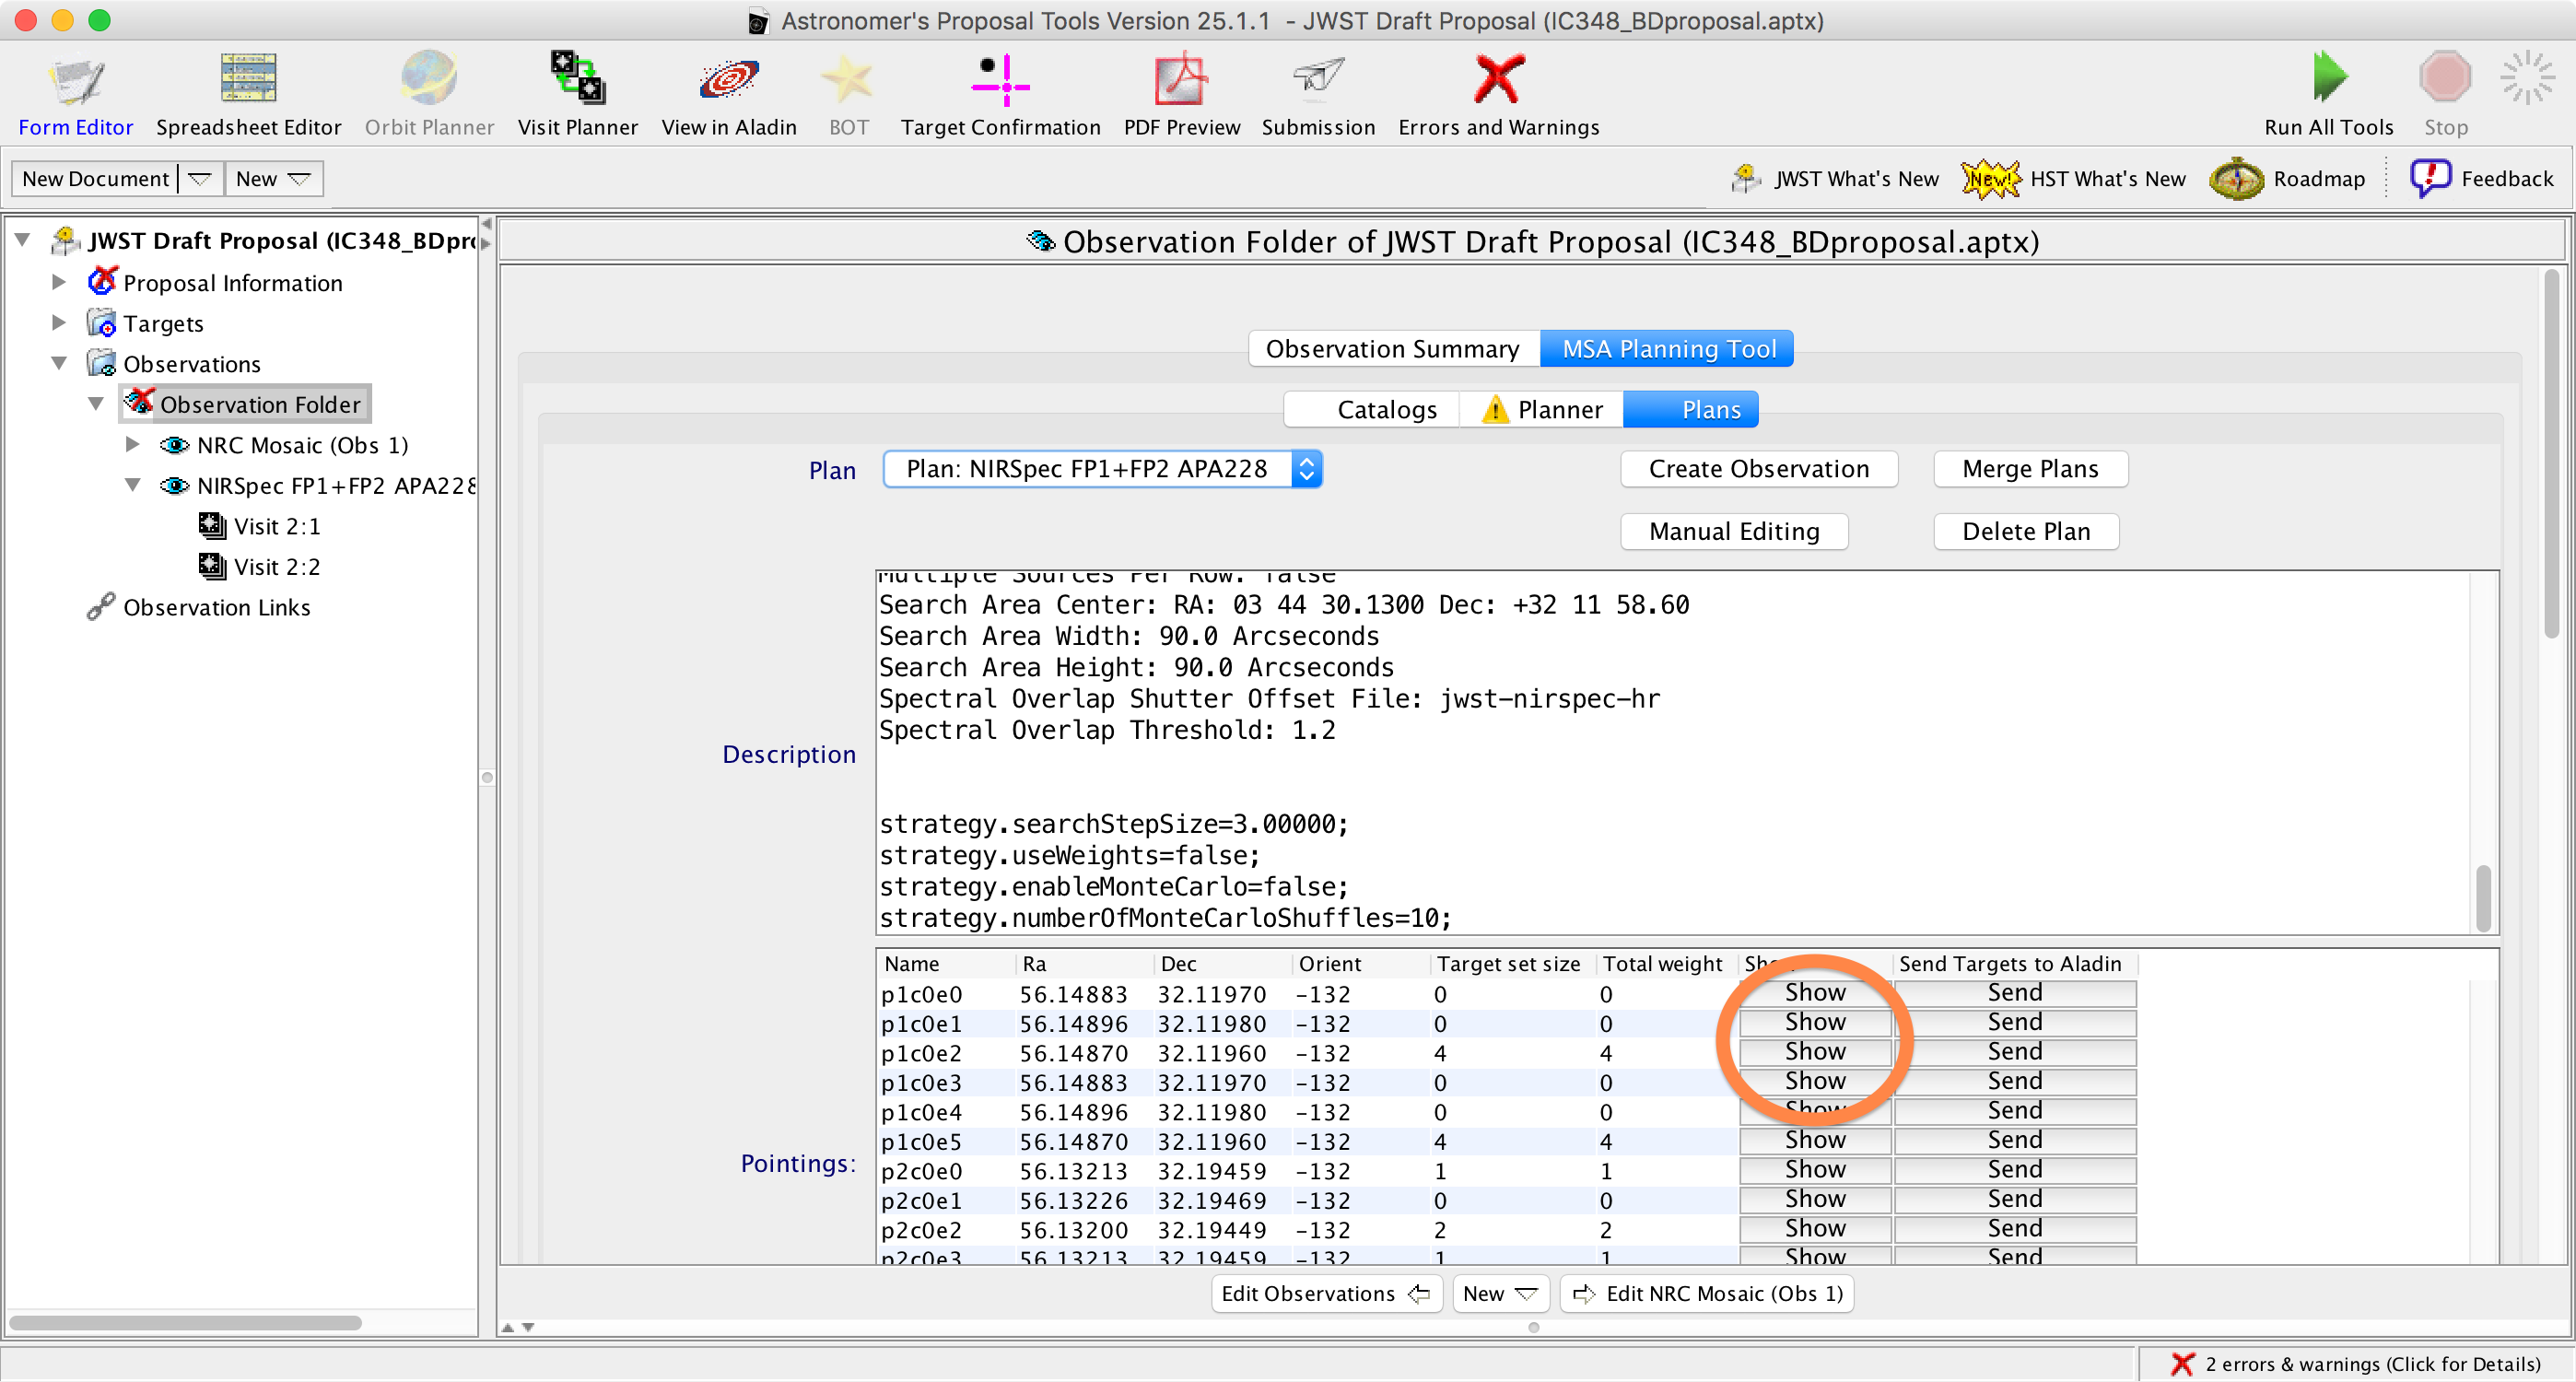 Astronomer's Proposal Tools Version 25.1.1 - JWST Draft Proposal (IC348_BDproposal.aptx)
Form Editor Spreadsheet Editor Orbit Planner Visit Planner View in Aladin BOT Target Confirmation PDF Preview Submission Errors and Warnings Run All Tools Stop
New Document New JWST What's New New! HST What's New Roadmap Feedback
JWST Draft Proposal (IC348_BDpr
Proposal Information
Targets
Observations
Observation Folder
NRC Mosaic (Obs 1)
NIRSpec FP1+FP2 APA228
Visit 2:1
Visit 2:2
Observation Links
Observation Folder of JWST Draft Proposal (IC348_BDproposal.aptx)
Observation Summary MSA Planning Tool
Catalogs Planner Plans
Plan Plan: NIRSpec FP1+FP2 APA228 Create Observation Merge Plans
Manual Editing Delete Plan
Description
Multiple Sources Per Row: false
Search Area Center: RA: 03 44 30.1300 Dec: +32 11 58.60
Search Area Width: 90.0 Arcseconds
Search Area Height: 90.0 Arcseconds
Spectral Overlap Shutter Offset File: jwst-nirspec-hr
Spectral Overlap Threshold: 1.2
strategy.searchStepSize=3.00000;
strategy.useWeights=false;
strategy.enableMonteCarlo=false;
strategy.numberOfMonteCarloShuffles=10;
Pointings:
Name Ra Dec Orient Target set size Total weight Show Send Targets to Aladin
p1c0e0 56.14883 32.11970 -132 0 0 Show Send
p1c0e1 56.14896 32.11980 -132 0 0 Show Send
p1c0e2 56.14870 32.11960 -132 4 4 Show Send
p1c0e3 56.14883 32.11970 -132 0 0 Show Send
p1c0e4 56.14896 32.11980 -132 0 0 Show Send
p1c0e5 56.14870 32.11960 -132 4 4 Show Send
p2c0e0 56.13213 32.19459 -132 1 1 Show Send
p2c0e1 56.13226 32.19469 -132 0 0 Show Send
p2c0e2 56.13200 32.19449 -132 2 2 Show Send
p2c0e3 56.13213 32.19459 -132 1 1 Show Send
Edit Observations New Edit NRC Mosaic (Obs 1)
2 errors & warnings (Click for Details)